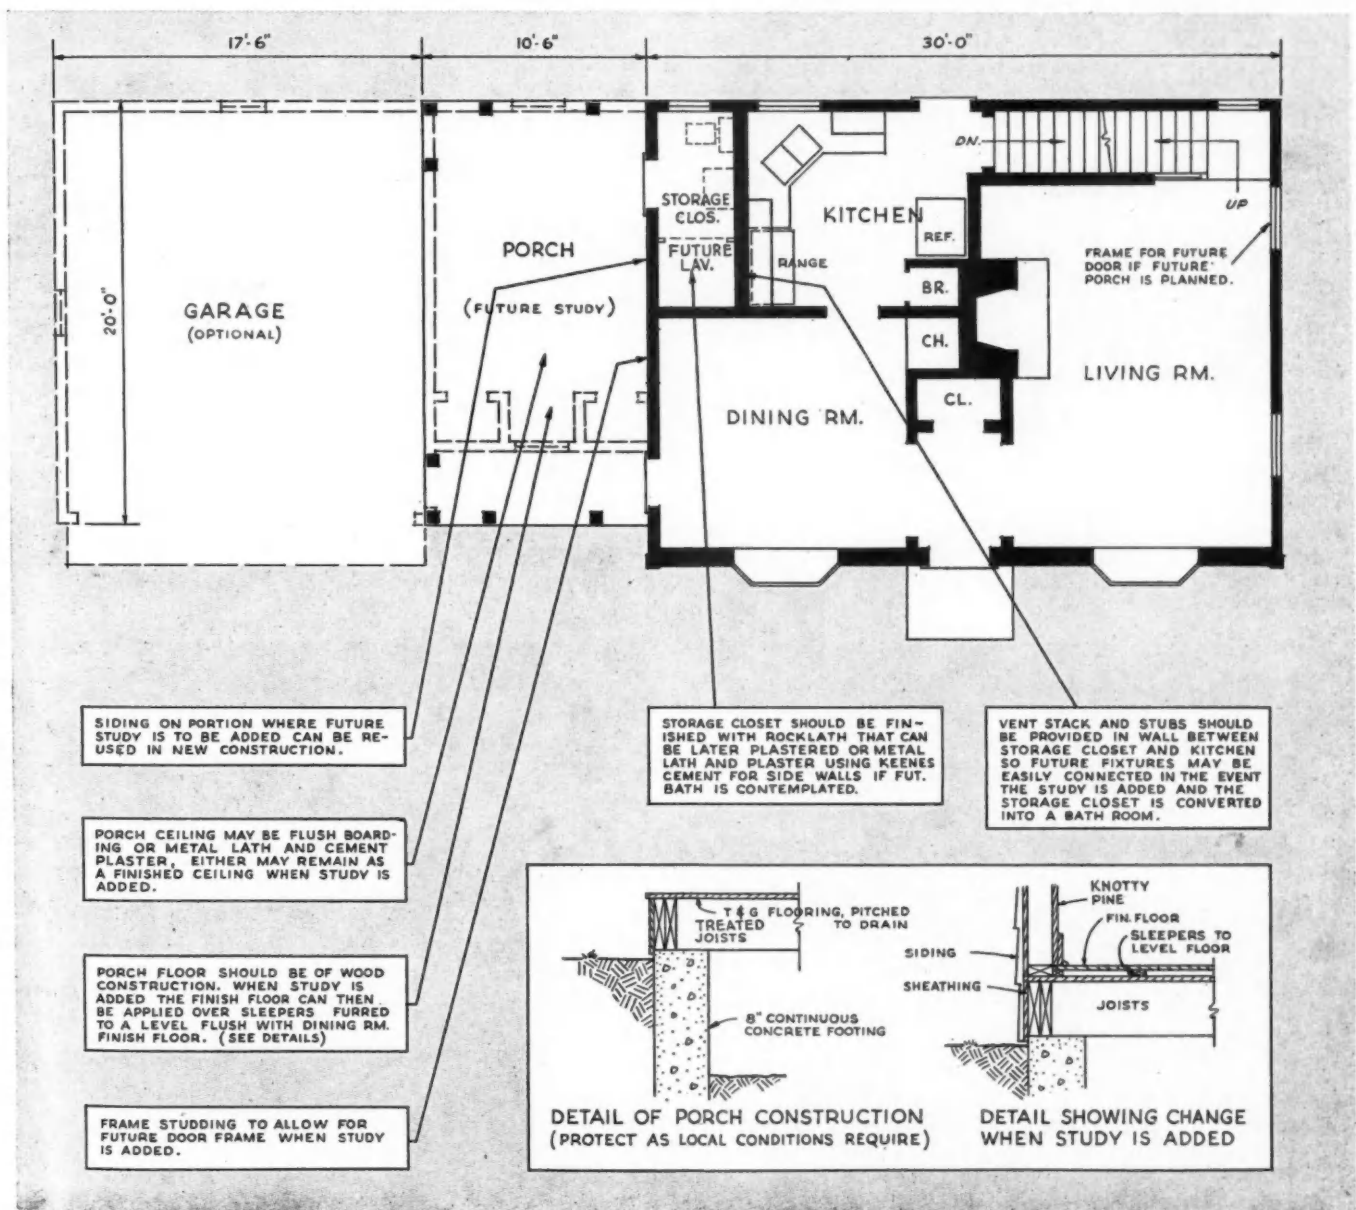 17'-6"
10'-6"
30'-0"
20'-0"
GARAGE
(OPTIONAL)
PORCH
(FUTURE STUDY)
STORAGE
CLOS.
FUTURE
LAV.
KITCHEN
RANGE
REF.
BR.
CH.
CL.
DN.
UP
FRAME FOR FUTURE
DOOR IF FUTURE
PORCH IS PLANNED.
DINING RM.
LIVING RM.
SIDING ON PORTION WHERE FUTURE
STUDY IS TO BE ADDED CAN BE RE-
USED IN NEW CONSTRUCTION.
PORCH CEILING MAY BE FLUSH BOARD-
ING OR METAL LATH AND CEMENT
PLASTER, EITHER MAY REMAIN AS
A FINISHED CEILING WHEN STUDY IS
ADDED.
PORCH FLOOR SHOULD BE OF WOOD
CONSTRUCTION. WHEN STUDY IS
ADDED THE FINISH FLOOR CAN THEN
BE APPLIED OVER SLEEPERS FURRED
TO A LEVEL FLUSH WITH DINING RM.
FINISH FLOOR. (SEE DETAILS)
FRAME STUDDING TO ALLOW FOR
FUTURE DOOR FRAME WHEN STUDY
IS ADDED.
STORAGE CLOSET SHOULD BE FIN-
ISHED WITH ROCKLATH THAT CAN
BE LATER PLASTERED OR METAL
LATH AND PLASTER USING KEENES
CEMENT FOR SIDE WALLS IF FUT.
BATH IS CONTEMPLATED.
VENT STACK AND STUBS SHOULD
BE PROVIDED IN WALL BETWEEN
STORAGE CLOSET AND KITCHEN
SO FUTURE FIXTURES MAY BE
EASILY CONNECTED IN THE EVENT
THE STUDY IS ADDED AND THE
STORAGE CLOSET IS CONVERTED
INTO A BATH ROOM.
T & G FLOORING, PITCHED
TO DRAIN
TREATED
JOISTS
8" CONTINUOUS
CONCRETE FOOTING
DETAIL OF PORCH CONSTRUCTION
(PROTECT AS LOCAL CONDITIONS REQUIRE)
KNOTTY
PINE
FIN. FLOOR
SLEEPERS TO
LEVEL FLOOR
SIDING
SHEATHING
JOISTS
DETAIL SHOWING CHANGE
WHEN STUDY IS ADDED